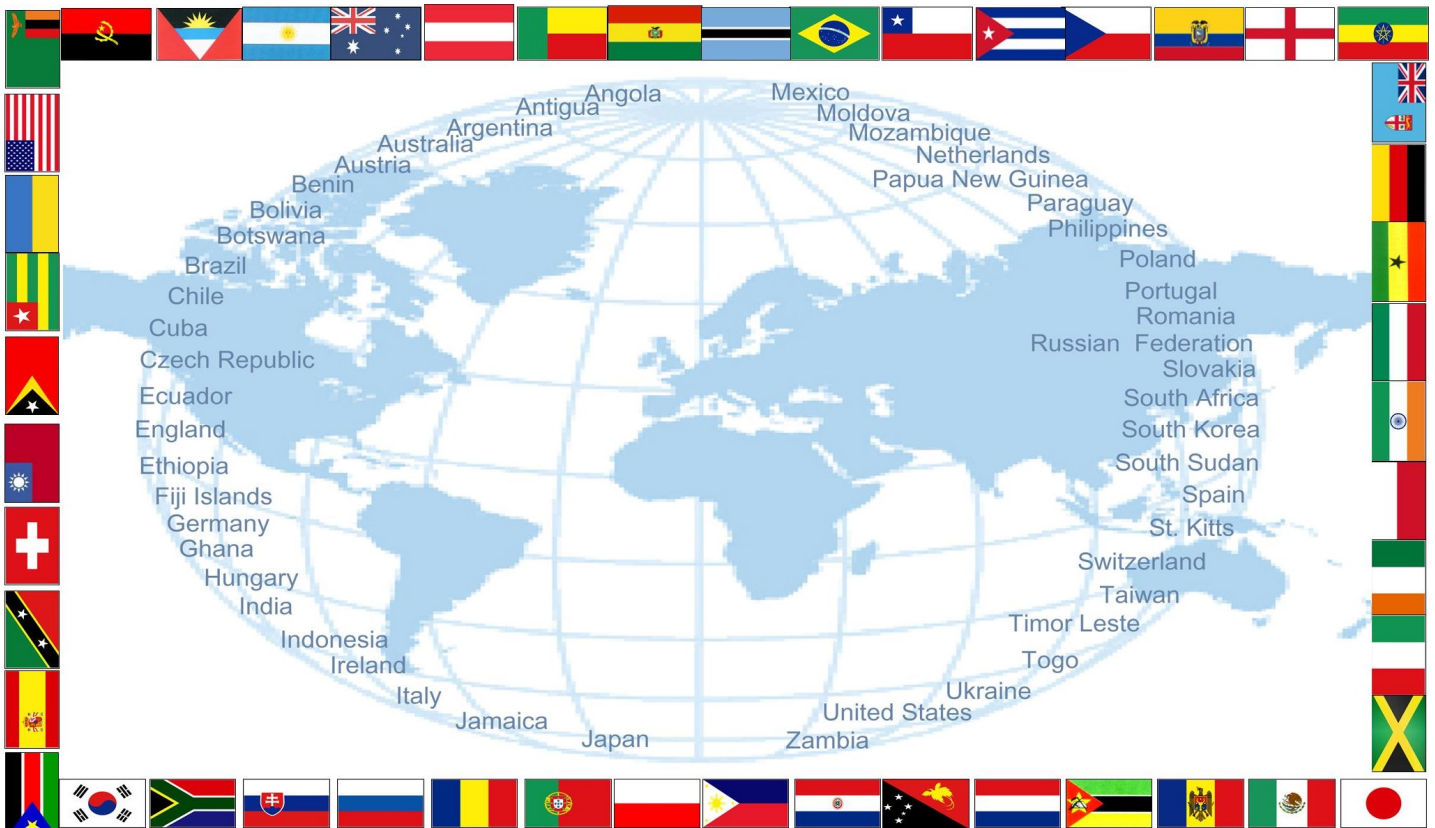 Angola
Antigua
Argentina
Australia
Austria
Benin
Bolivia
Botswana
Brazil
Chile
Cuba
Czech Republic
Ecuador
England
Ethiopia
Fiji Islands
Germany
Ghana
Hungary
India
Indonesia
Ireland
Italy
Jamaica
Japan
Mexico
Moldova
Mozambique
Netherlands
Papua New Guinea
Paraguay
Philippines
Poland
Portugal
Romania
Russian Federation
Slovakia
South Africa
South Korea
South Sudan
Spain
St. Kitts
Switzerland
Taiwan
Timor Leste
Togo
Ukraine
United States
Zambia